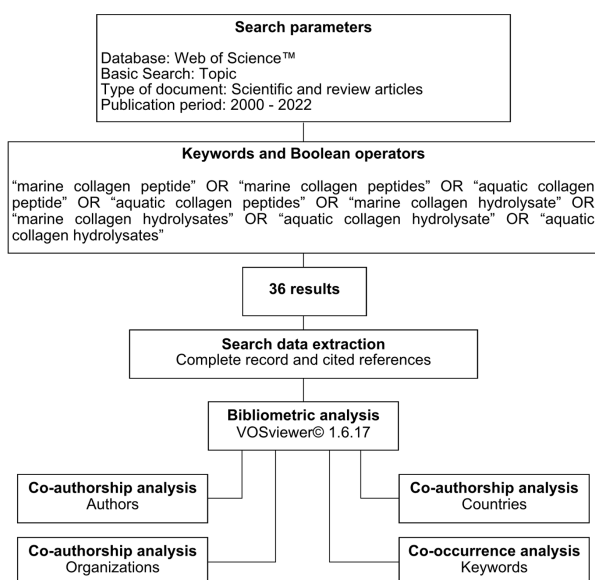 Search parameters
Database: Web of Science™
Basic Search: Topic
Type of document: Scientific and review articles
Publication period: 2000 - 2022
Keywords and Boolean operators
“marine collagen peptide” OR “marine collagen peptides” OR “aquatic collagen
peptide” OR “aquatic collagen peptides” OR “marine collagen hydrolysate” OR
“marine collagen hydrolysates” OR “aquatic collagen hydrolysate” OR “aquatic
collagen hydrolysates”
36 results
Search data extraction
Complete record and cited references
Bibliometric analysis
VOSviewer© 1.6.17
Co-authorship analysis
Authors
Co-authorship analysis
Countries
Co-authorship analysis
Organizations
Co-occurrence analysis
Keywords